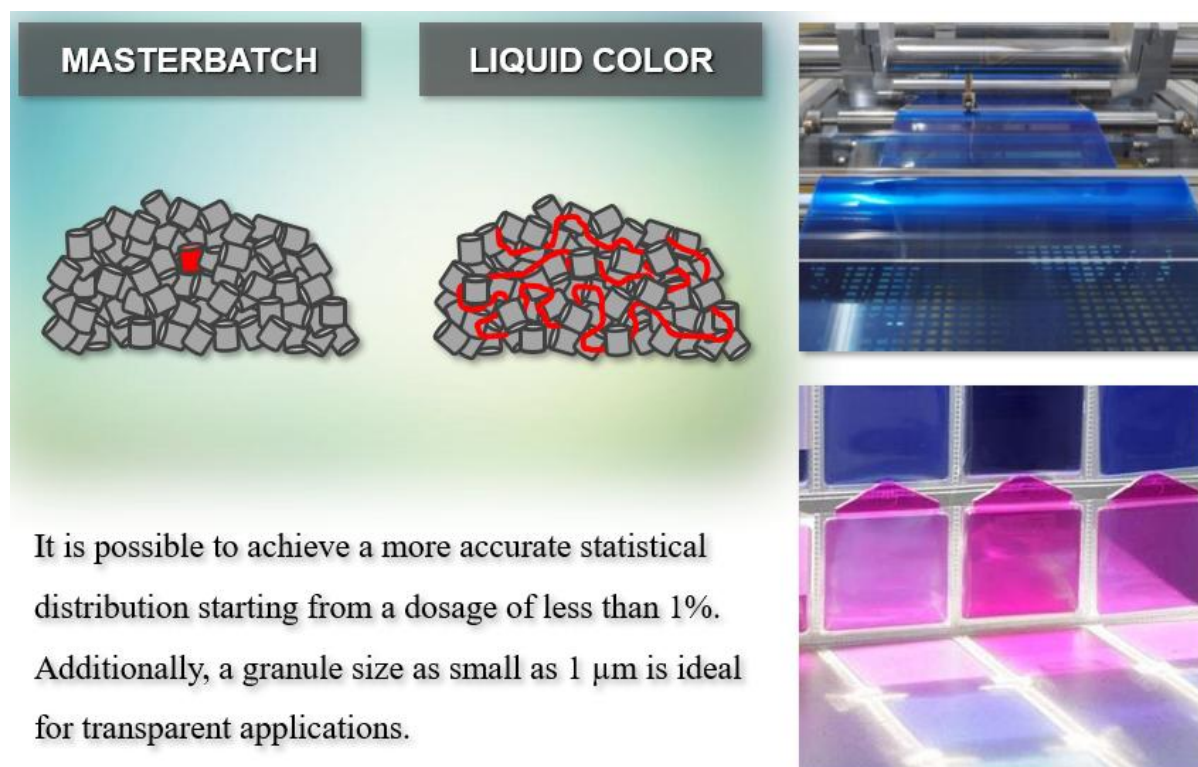 MASTERBATCH
LIQUID COLOR
It is possible to achieve a more accurate statistical
distribution starting from a dosage of less than 1%.
Additionally, a granule size as small as 1 µm is ideal
for transparent applications.